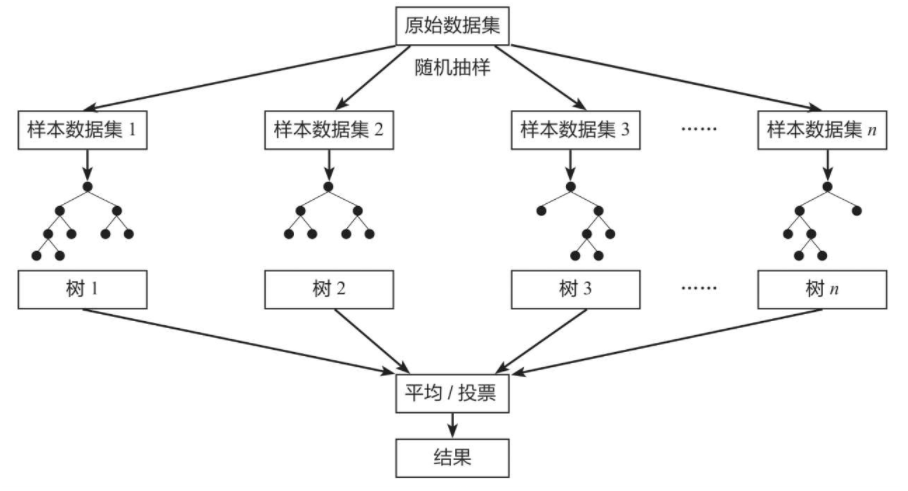 原始数据集
随机抽样
样本数据集 1
样本数据集 2
样本数据集 3
……
样本数据集 n
树 1
树 2
树 3
……
树 n
平均 / 投票
结果